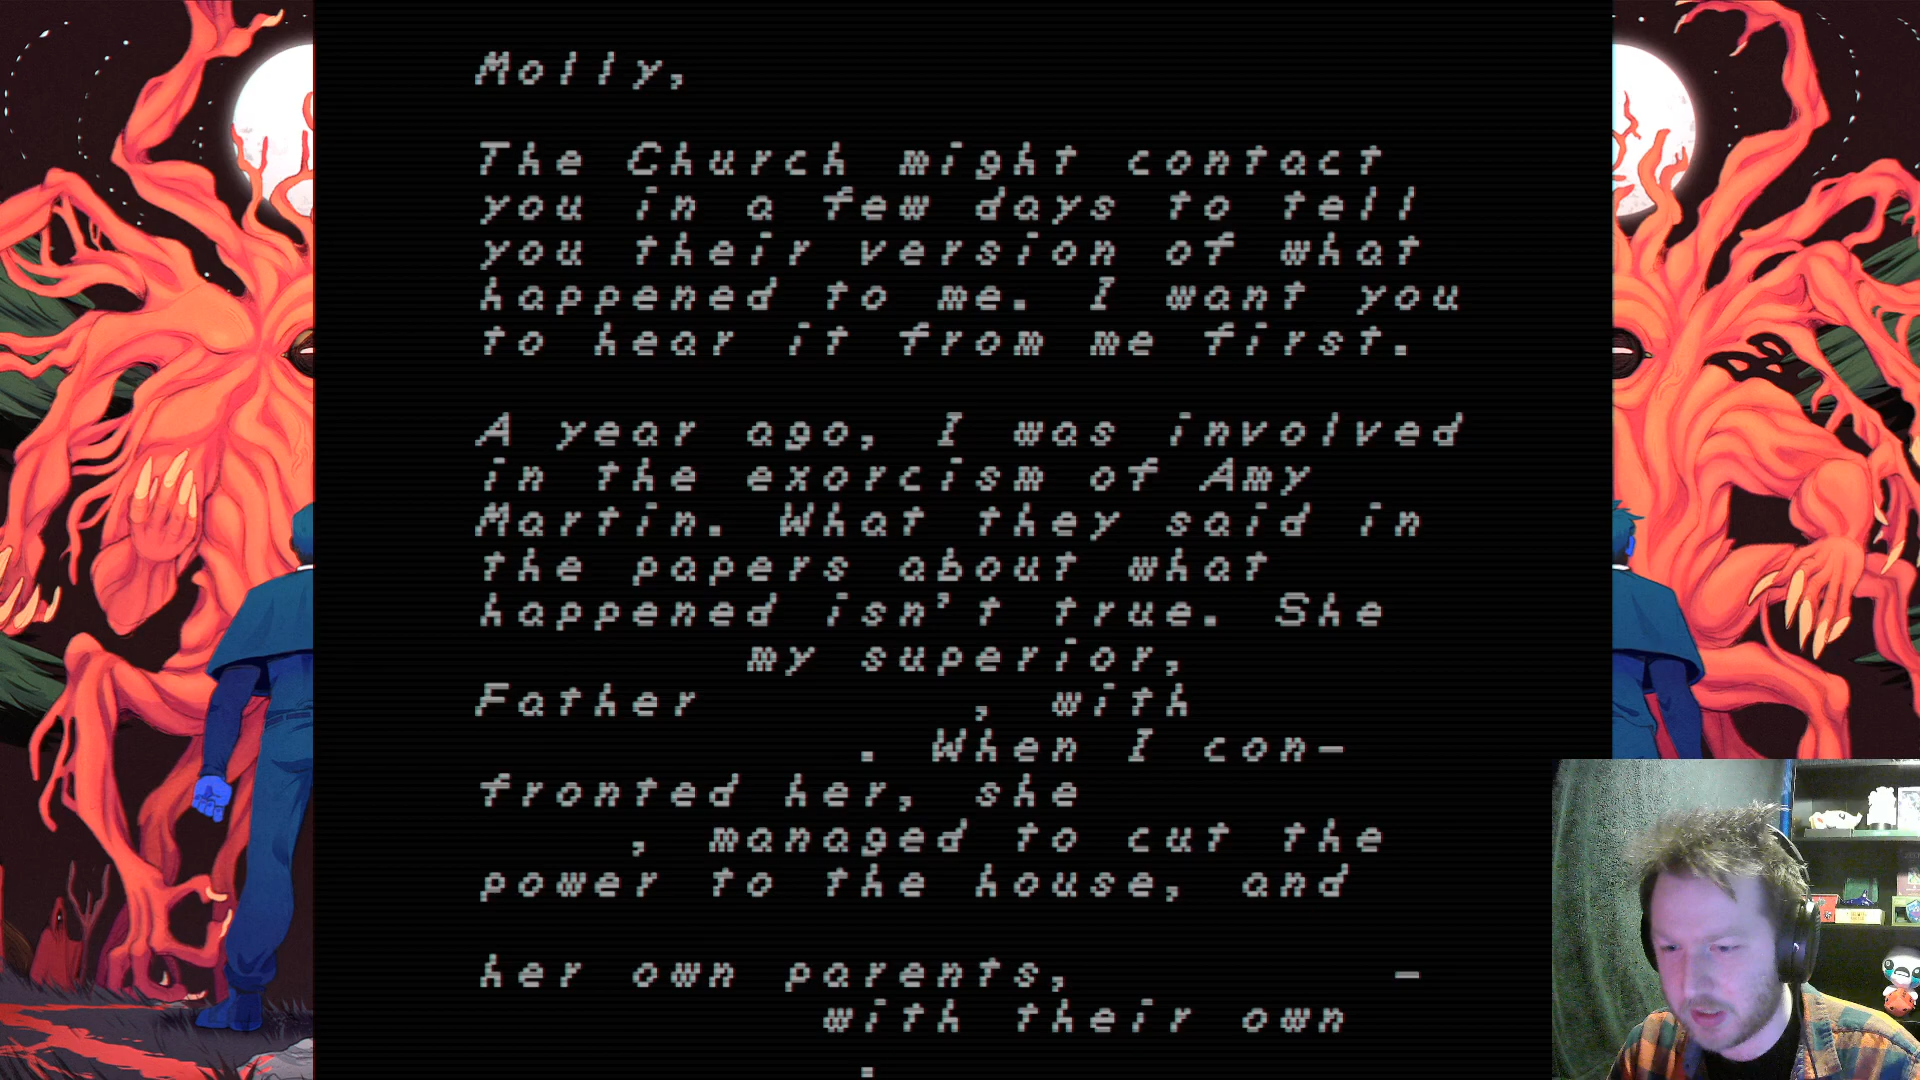 Molly,
The Church might contact
you in a few days to tell
you their version of what
happened to me. I want you
to hear it from me first.
A year ago, I was involved
in the exorcism of Amy
Martin. What they said in
the papers about what
happened isn't true. She
my superior,
Father , with
. When I con-
fronted her, she
, managed to cut the
power to the house, and
her own parents, -
with their own
.